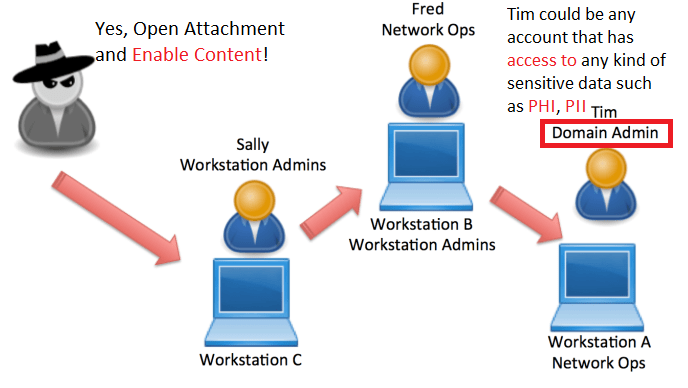 Yes, Open Attachment
and Enable Content!
Fred
Network Ops
Tim could be any
account that has
access to any kind of
sensitive data such
as PHI, PII
Tim
Domain Admin
Sally
Workstation Admins
Workstation B
Workstation Admins
Workstation C
Workstation A
Network Ops